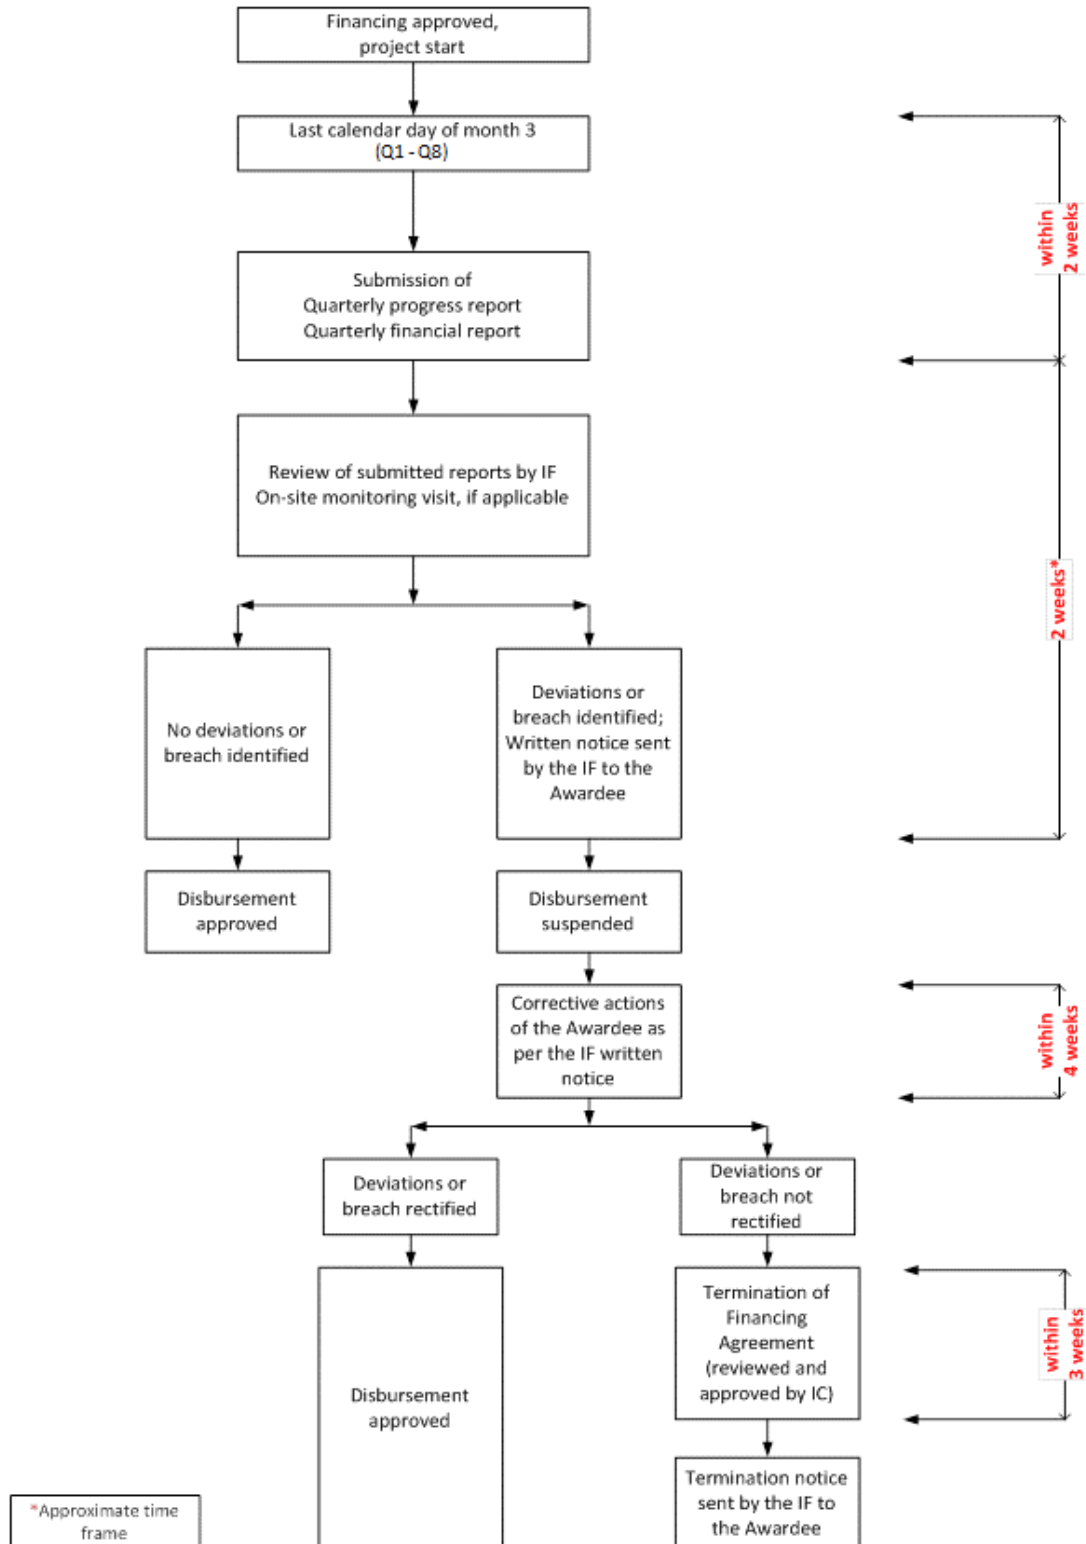 Financing approved,
project start
Last calendar day of month 3
(Q1 - Q8)
within
2 weeks
Submission of
Quarterly progress report
Quarterly financial report
Review of submitted reports by IF
On-site monitoring visit, if applicable
2 weeks*
No deviations or
breach identified
Deviations or
breach identified;
Written notice sent
by the IF to the
Awardee
Disbursement
approved
Disbursement
suspended
Corrective actions
of the Awardee as
per the IF written
notice
within
4 weeks
Deviations or
breach rectified
Deviations or
breach not
rectified
Disbursement
approved
Termination of
Financing
Agreement
(reviewed and
approved by IC)
within
3 weeks
Termination notice
sent by the IF to
the Awardee
*Approximate time
frame